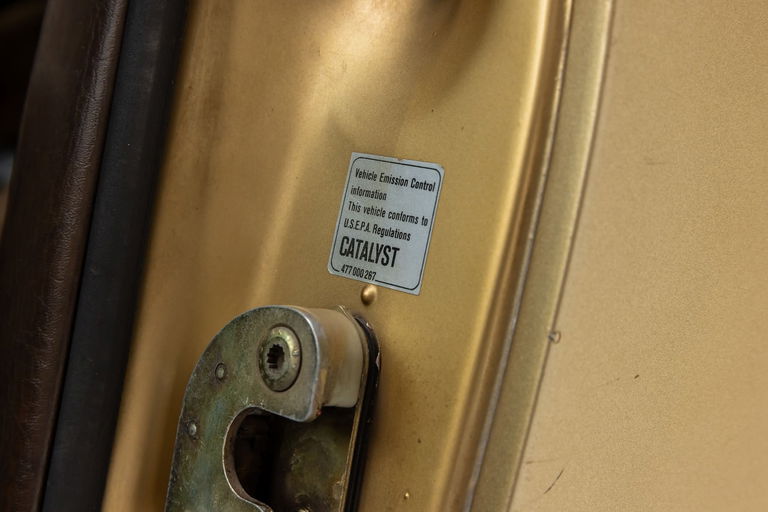 Vehicle Emission Control
information
This vehicle conforms to
U.S.E.P.A. Regulations
CATALYST
477 000 267